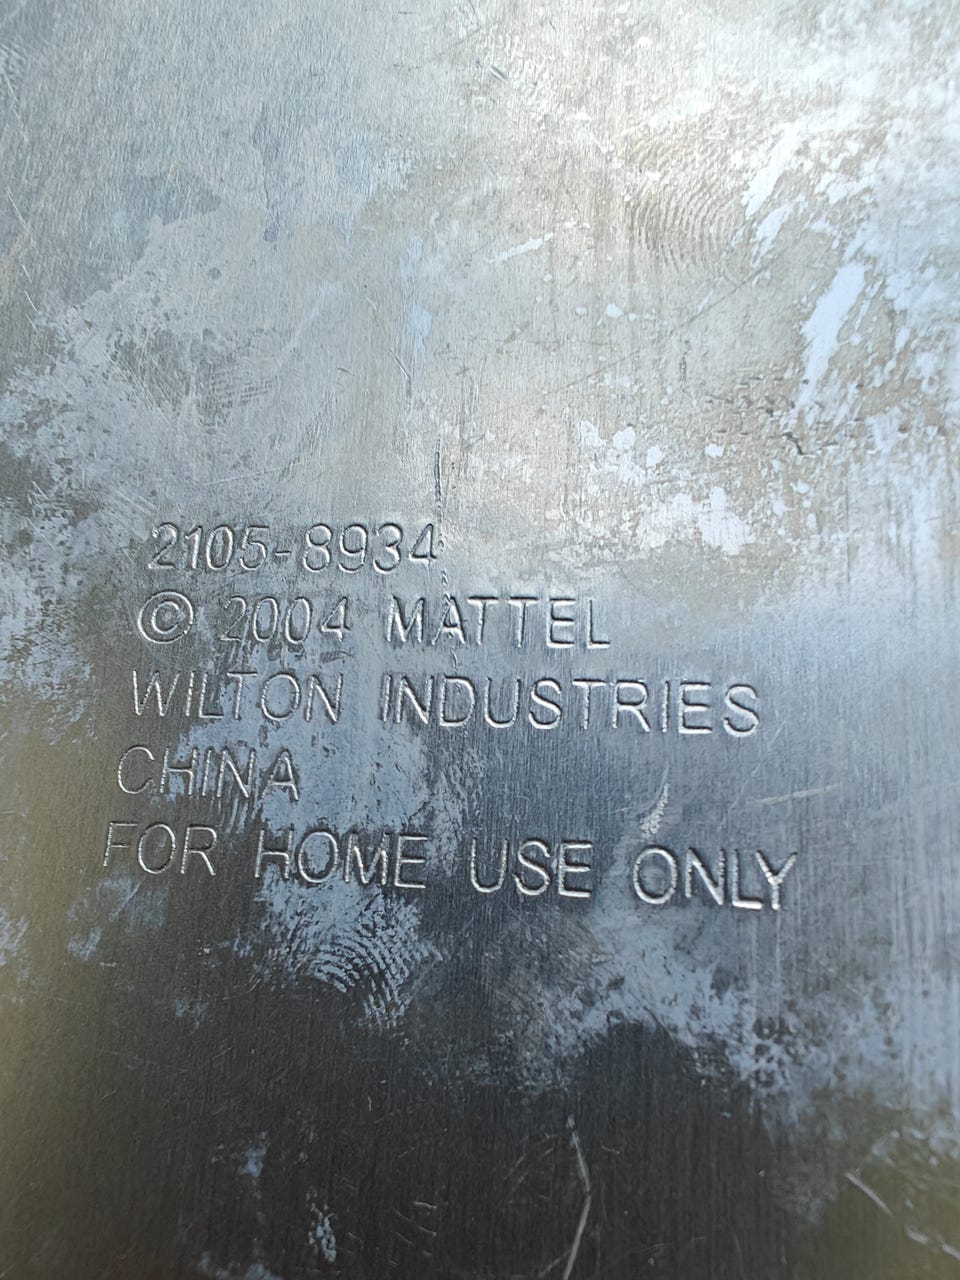 2105-8934
© 2004 MATTEL
WILTON INDUSTRIES
CHINA
FOR HOME USE ONLY